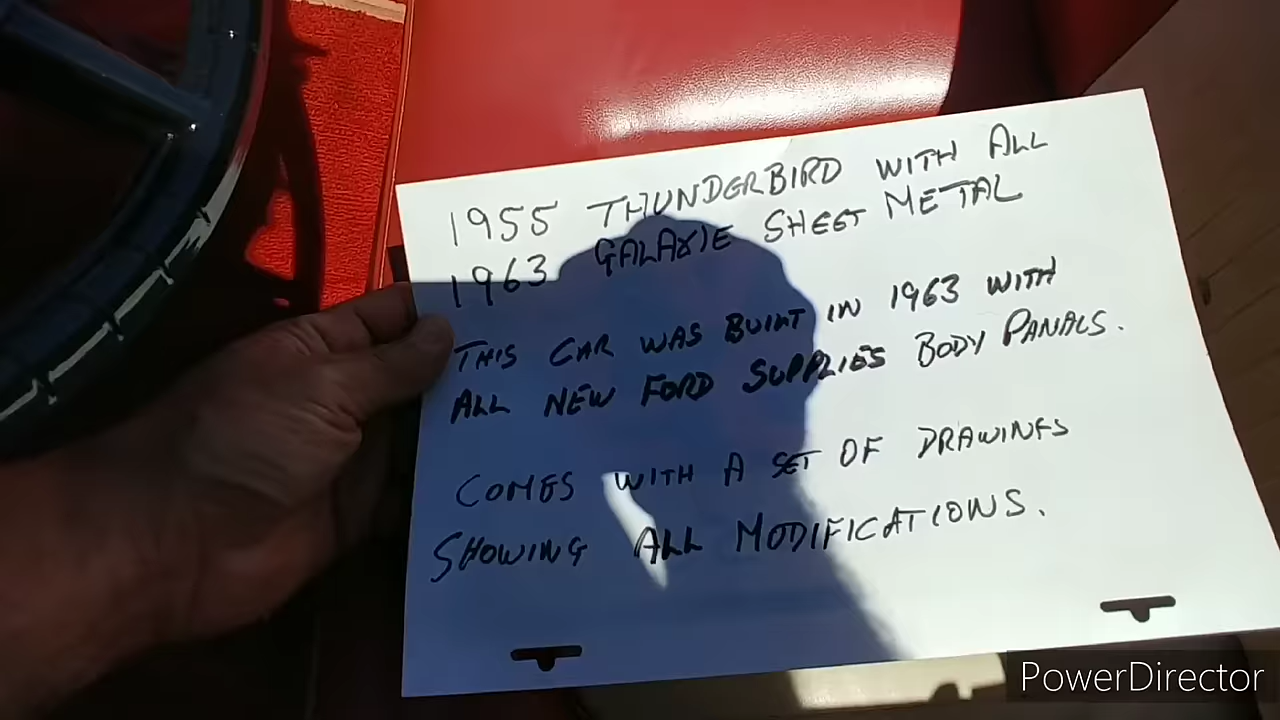 1955 THUNDERBIRD WITH ALL
1963 GALAXIE SHEET METAL
THIS CAR WAS BUILT IN 1963 WITH
ALL NEW FORD SUPPLIES BODY PANALS.
COMES WITH A SET OF DRAWINGS
SHOWING ALL MODIFICATIONS.
PowerDirector